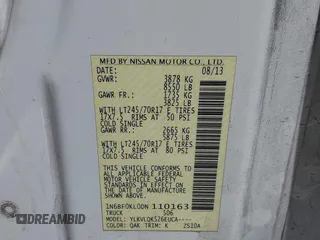 MFD BY NISSAN MOTOR CO., LTD.
DATE: 08/13
GVWR: 3878 KG
8550 LB
GAWR FR.: 1735 KG
3825 LB
WITH LT245/70R17 E TIRES
17X7.5 RIMS AT 50 PSI
COLD SINGLE
GAWR RR: 2665 KG
5875 LB
WITH LT245/70R17 E TIRES
17X7.5 RIMS AT 80 PSI
COLD SINGLE
THIS VEHICLE CONFORMS TO ALL
APPLICABLE FEDERAL MOTOR
VEHICLE SAFETY STANDARDS IN
EFFECT ON THE DATE OF
MANUFACTURE SHOWN ABOVE.
110163
TRUCK 506
MODEL:
COLOR: QAK TRIM: K
DREAMBID